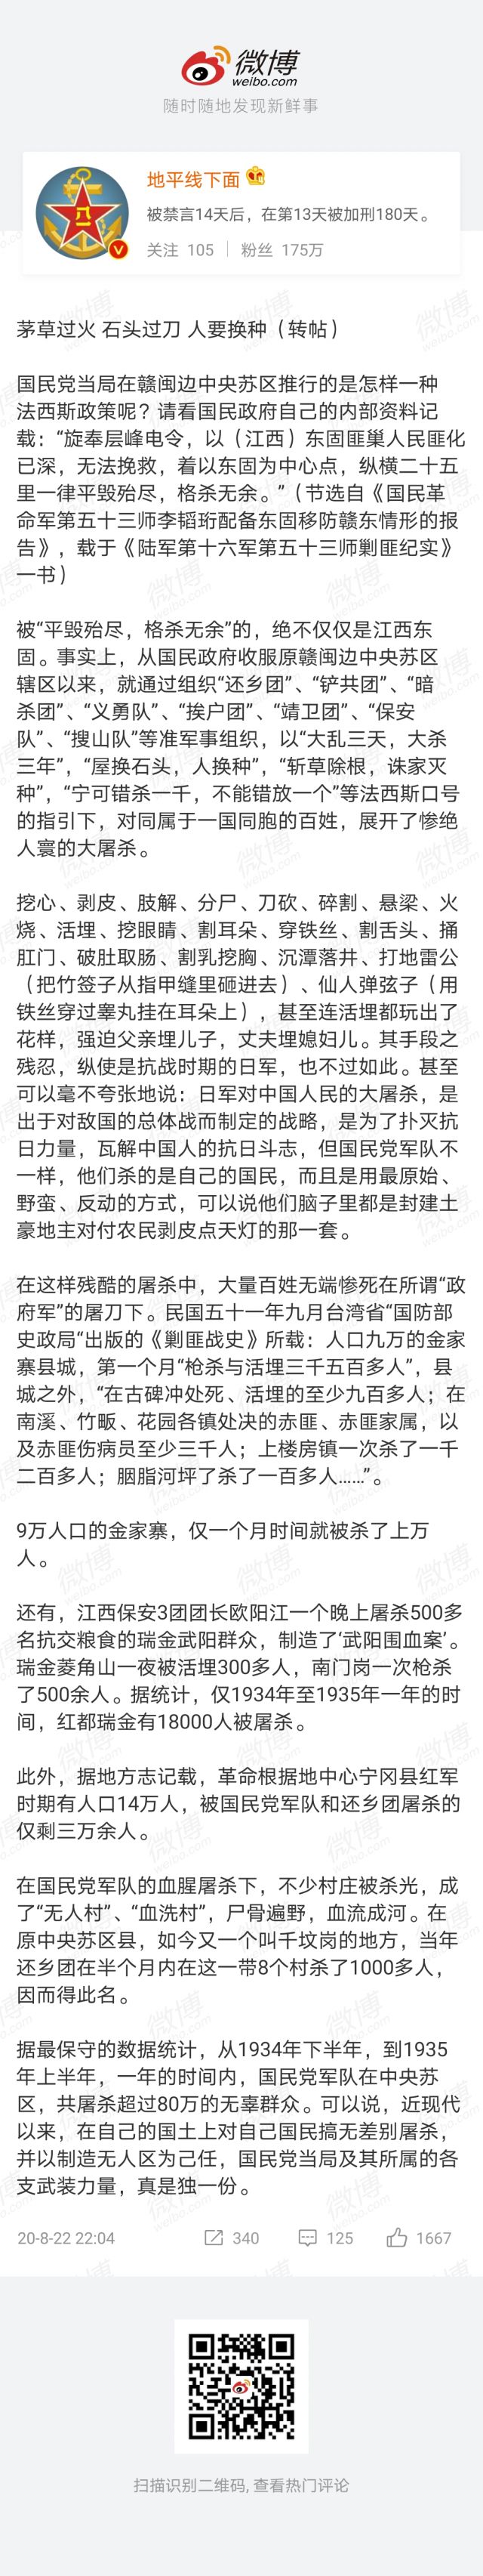 微博
weibo.com
随时随地发现新鲜事
地平线下面
被禁言14天后，在第13天被加刑180天。
关注 105 粉丝 175万
茅草过火 石头过刀 人要换种（转帖）
国民党当局在赣闽边中央苏区推行的是怎样一种
法西斯政策呢？请看国民政府自己的内部资料记
载：“旋奉层峰电令，以（江西）东固匪巢人民匪化
已深，无法挽救，着以东固为中心点，纵横二十五
里一律平毁殆尽，格杀无余。”（节选自《国民革
命军第五十三师李韬珩配备东固移防赣东情形的报
告》，载于《陆军第十六军第五十三师剿匪纪实》
一书）
被“平毁殆尽，格杀无余”的，绝不仅仅是江西东
固。事实上，从国民政府收服原赣闽边中央苏区
辖区以来，就通过组织“还乡团”、“铲共团”、“暗
杀团”、“义勇队”、“挨户团”、“靖卫团”、“保安
队”、“搜山队”等准军事组织，以“大乱三天，大杀
三年”，“屋换石头，人换种”，“斩草除根，诛家灭
种”，“宁可错杀一千，不能错放一个”等法西斯口号
的指引下，对同属于一国同胞的百姓，展开了惨绝
人寰的大屠杀。
挖心、剥皮、肢解、分尸、刀砍、碎割、悬梁、火
烧、活埋、挖眼睛、割耳朵、穿铁丝、割舌头、捅
肛门、破肚取肠、割乳挖胸、沉潭落井、打地雷公
（把竹签子从指甲缝里砸进去）、仙人弹弦子（用
铁丝穿过睾丸挂在耳朵上），甚至连活埋都玩出了
花样，强迫父亲埋儿子，丈夫埋媳妇儿。其手段之
残忍，纵使是抗战时期的日军，也不过如此。甚至
可以毫不夸张地说：日军对中国人民的大屠杀，是
出于对敌国的总体战而制定的战略，是为了扑灭抗
日力量，瓦解中国人的抗日斗志，但国民党军队不
一样，他们杀的是自己的国民，而且是用最原始、
野蛮、反动的方式，可以说他们脑子里都是封建土
豪地主对付农民剥皮点天灯的那一套。
在这样残酷的屠杀中，大量百姓无端惨死在所谓“政
府军”的屠刀下。民国五十一年九月台湾省“国防部
史政局“出版的《剿匪战史》所载：人口九万的金家
寨县城，第一个月“枪杀与活埋三千五百多人”，县
城之外，“在古碑冲处死、活埋的至少九百多人；在
南溪、竹畈、花园各镇处决的赤匪、赤匪家属，以
及赤匪伤病员至少三千人；上楼房镇一次杀了一千
二百多人；胭脂河坪了杀了一百多人……”。
9万人口的金家寨，仅一个月时间就被杀了上万
人。
还有，江西保安3团团长欧阳江一个晚上屠杀500多
名抗交粮食的瑞金武阳群众，制造了‘武阳围血案’。
瑞金菱角山一夜被活埋300多人，南门岗一次枪杀
了500余人。据统计，仅1934年至1935年一年的时
间，红都瑞金有18000人被屠杀。
此外，据地方志记载，革命根据地中心宁冈县红军
时期有人口14万人，被国民党军队和还乡团屠杀的
仅剩三万余人。
在国民党军队的血腥屠杀下，不少村庄被杀光，成
了“无人村”、“血洗村”，尸骨遍野，血流成河。在
原中央苏区县，如今又一个叫千坟岗的地方，当年
还乡团在半个月内在这一带8个村杀了1000多人，
因而得此名。
据最保守的数据统计，从1934年下半年，到1935
年上半年，一年的时间内，国民党军队在中央苏
区，共屠杀超过80万的无辜群众。可以说，近现代
以来，在自己的国土上对自己国民搞无差别屠杀，
并以制造无人区为己任，国民党当局及其所属的各
支武装力量，真是独一份。
20-8-22 22:04 340 125 1667
扫描识别二维码, 查看热门评论